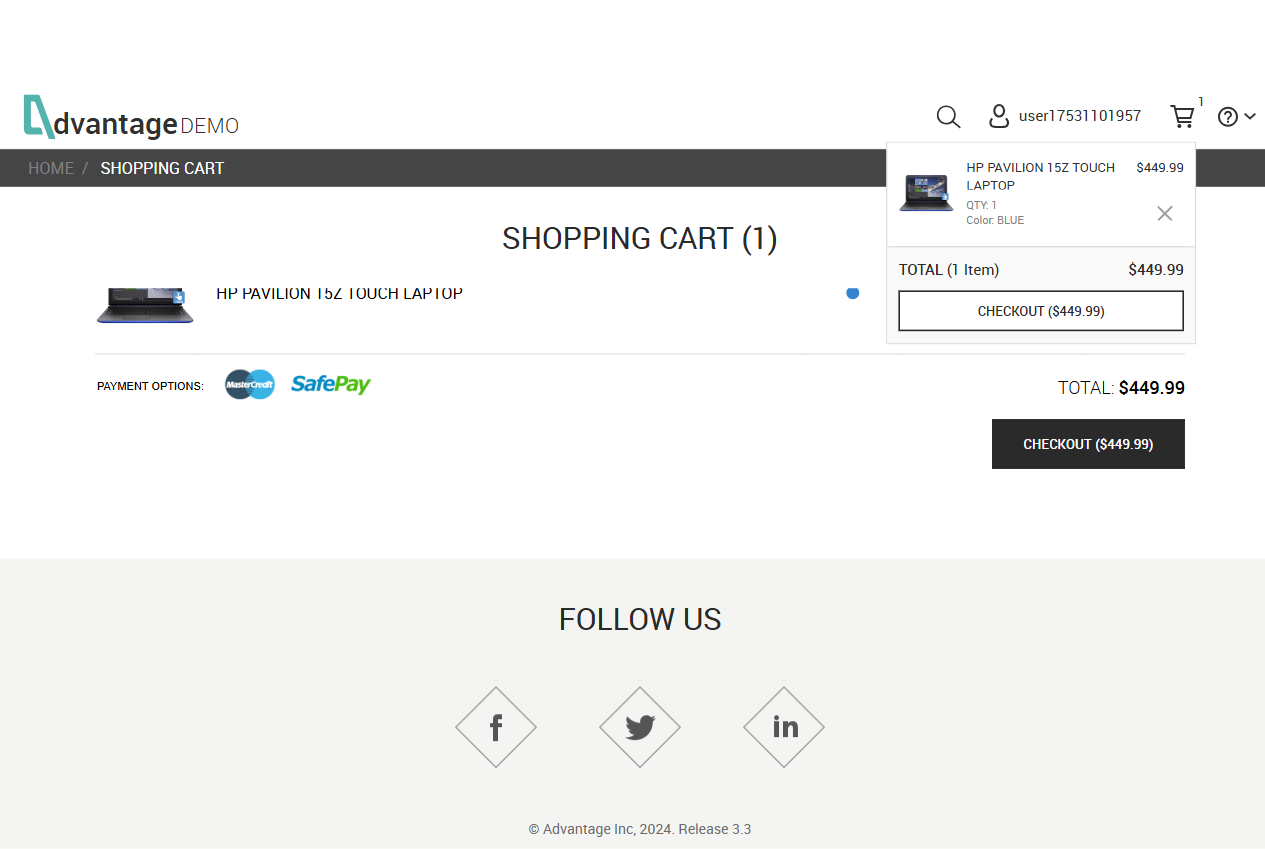 dvantage DEMO
user17531101957
1
HOME / SHOPPING CART
HP PAVILION 15Z TOUCH LAPTOP
$449.99
QTY: 1
Color: BLUE
TOTAL (1 Item) $449.99
CHECKOUT ($449.99)
SHOPPING CART (1)
HP PAVILION 15Z TOUCH LAPTOP
PAYMENT OPTIONS: MasterCredit SafePay
TOTAL: $449.99
CHECKOUT ($449.99)
FOLLOW US
f
in
© Advantage Inc, 2024. Release 3.3